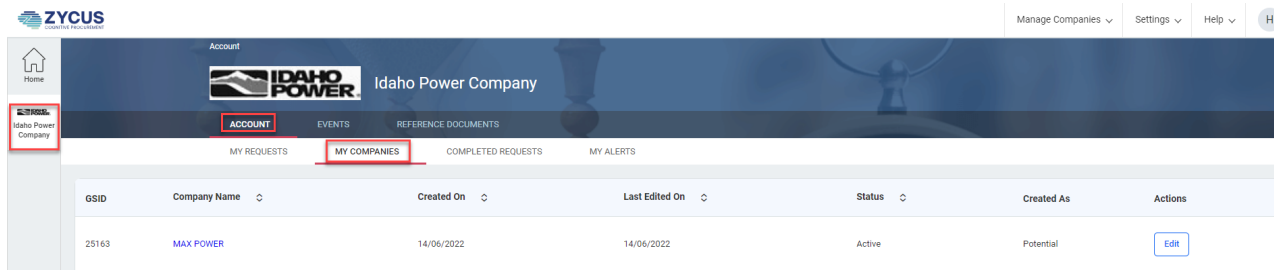 ZYCUS
COGNITIVE PROCUREMENT
Manage Companies Settings Help H
Home
Account
IDAHO POWER.
Idaho Power Company
IDAHO POWER
Idaho Power
Company
ACCOUNT EVENTS REFERENCE DOCUMENTS
MY REQUESTS MY COMPANIES COMPLETED REQUESTS MY ALERTS
GSID Company Name Created On Last Edited On Status Created As Actions
25163 MAX POWER 14/06/2022 14/06/2022 Active Potential Edit